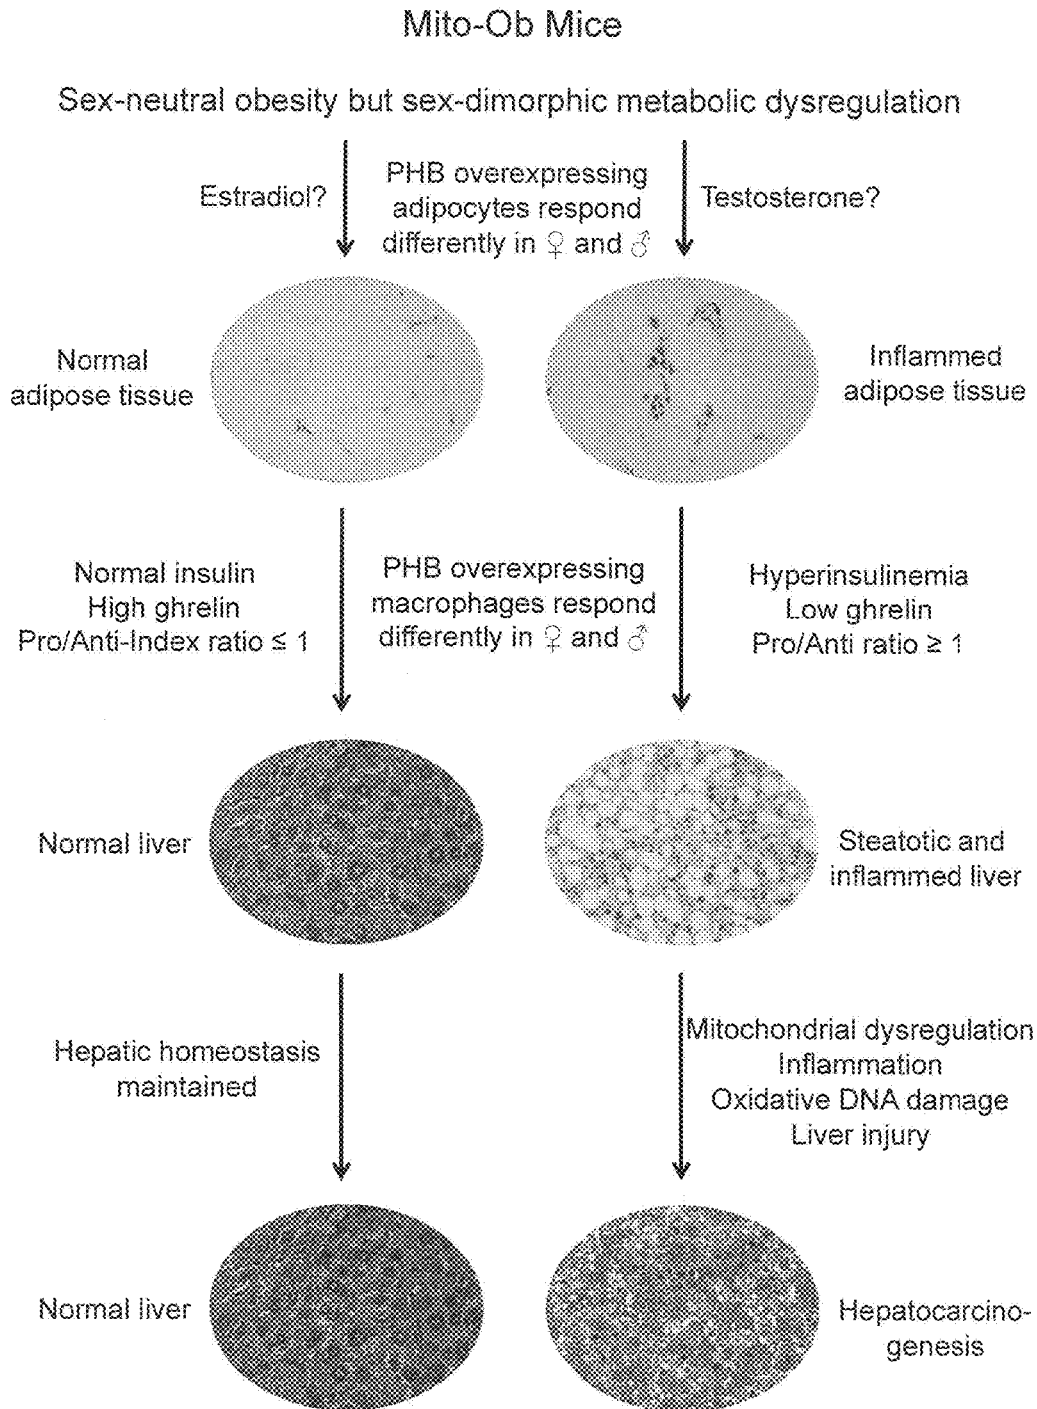 Mito-Ob Mice
Sex-neutral obesity but sex-dimorphic metabolic dysregulation
Estradiol?
PHB overexpressing
adipocytes respond
differently in ♀ and ♂
Testosterone?
Normal
adipose tissue
Inflammed
adipose tissue
Normal insulin
High ghrelin
Pro/Anti-Index ratio ≤ 1
PHB overexpressing
macrophages respond
differently in ♀ and ♂
Hyperinsulinemia
Low ghrelin
Pro/Anti ratio ≥ 1
Normal liver
Steatotic and
inflammed liver
Hepatic homeostasis
maintained
Mitochondrial dysregulation
Inflammation
Oxidative DNA damage
Liver injury
Normal liver
Hepatocarcino-
genesis